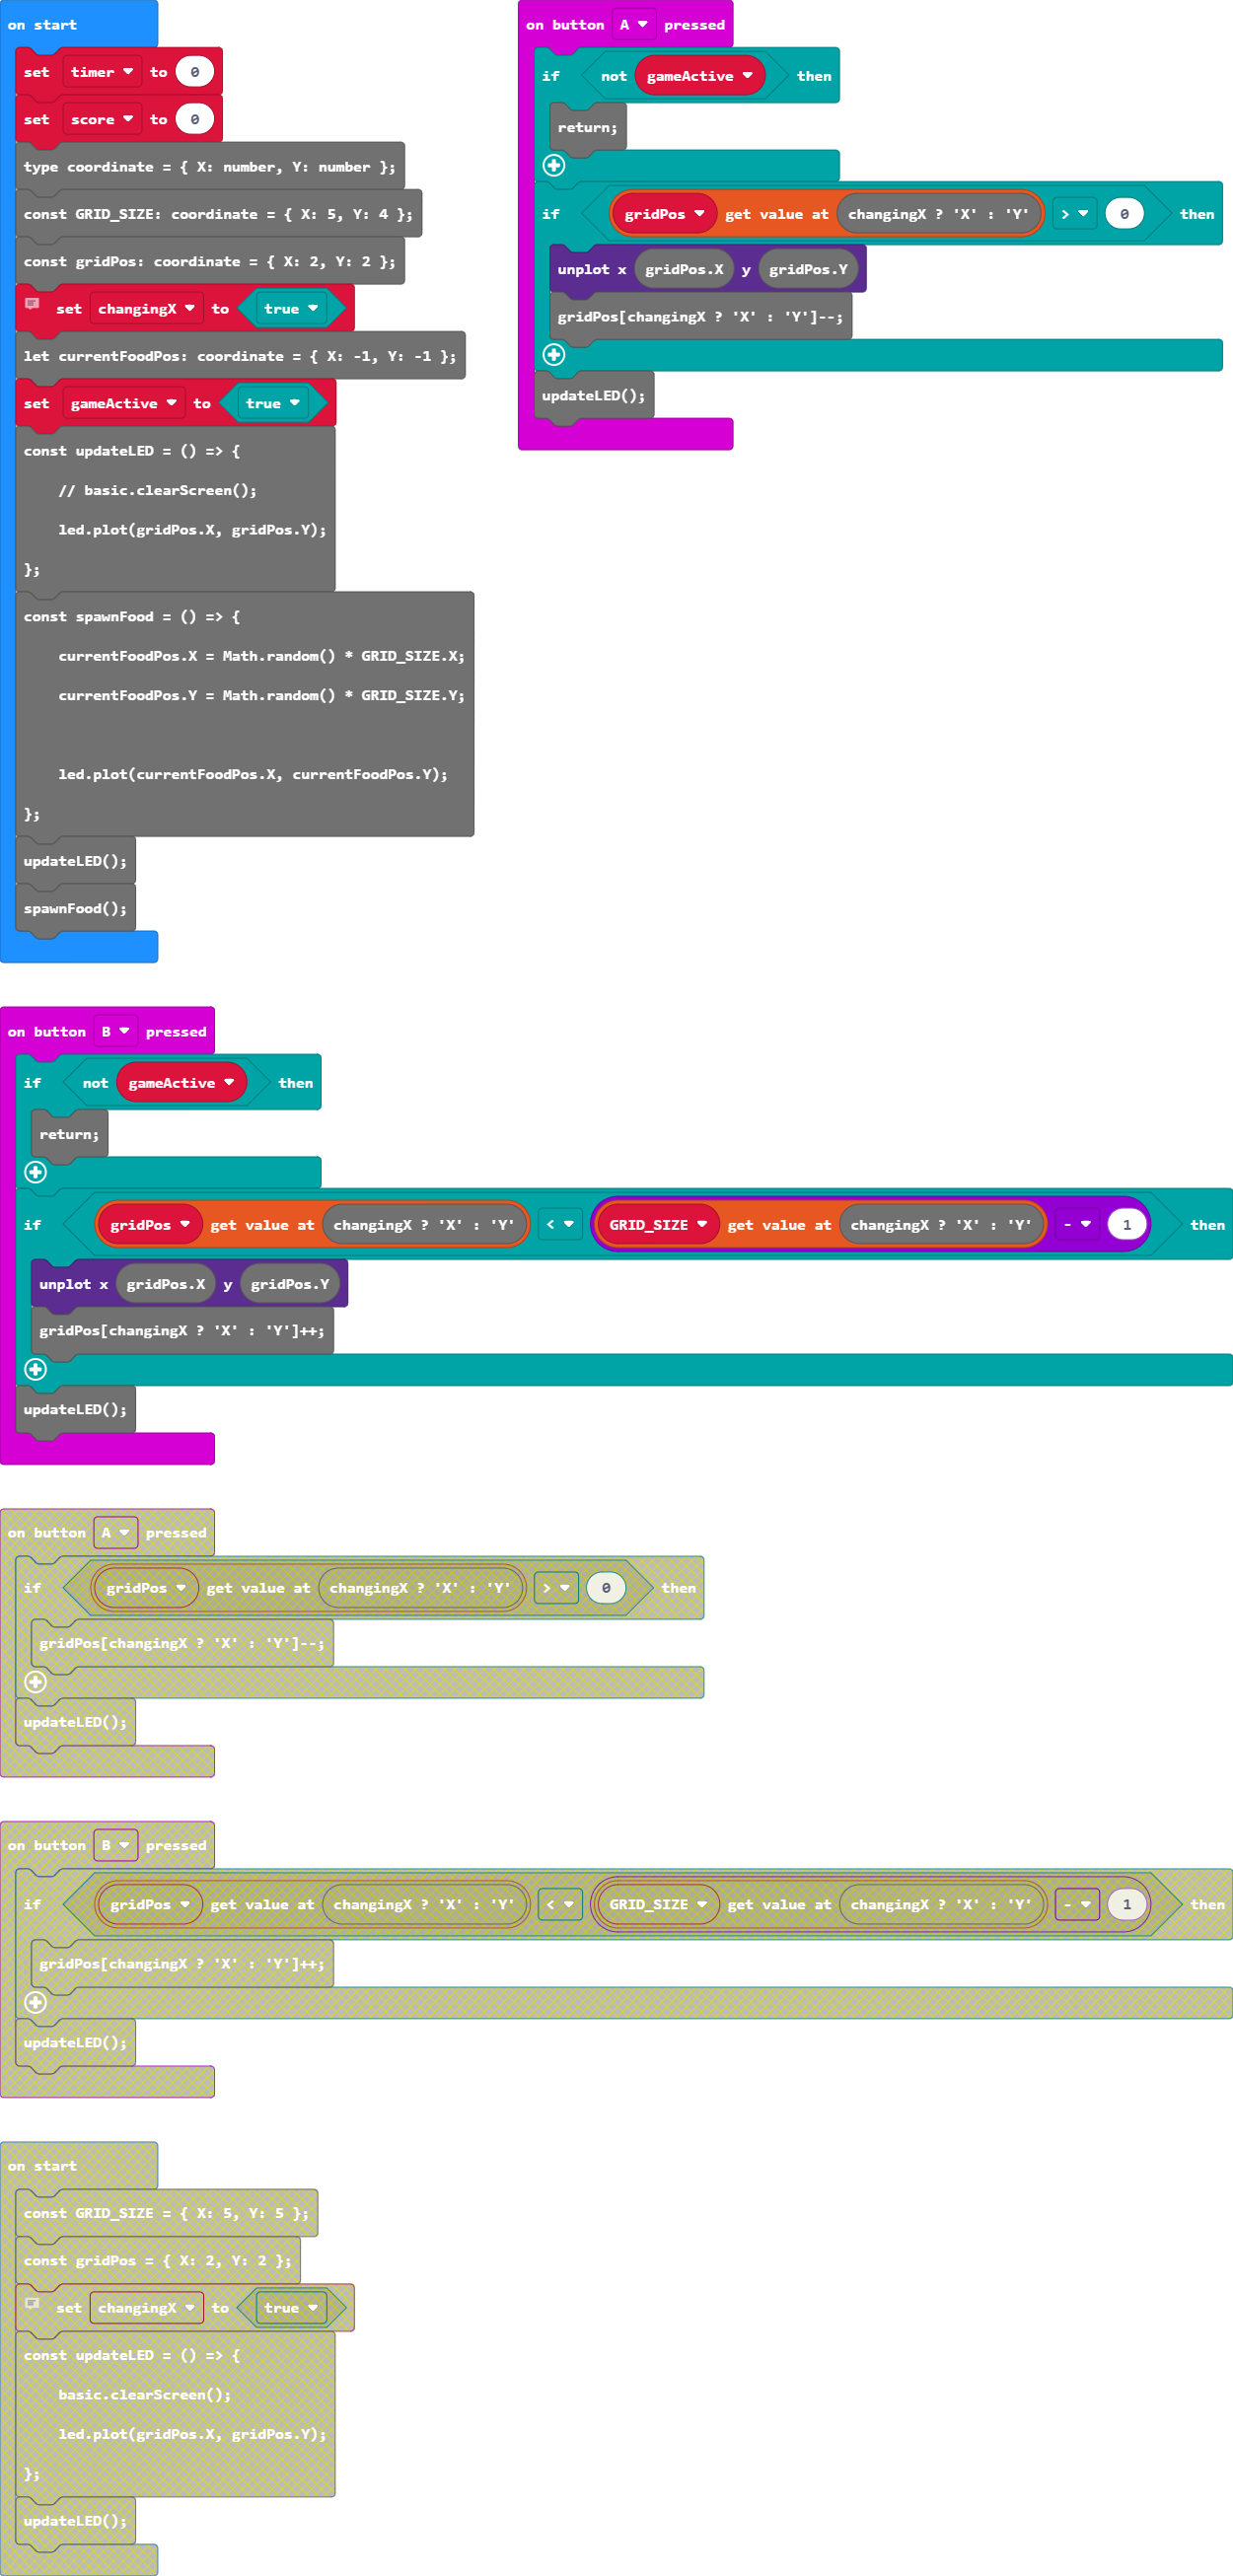 on start
set timer to 0
set score to 0
type coordinate = { X: number, Y: number };
const GRID_SIZE: coordinate = { X: 5, Y: 4 };
const gridPos: coordinate = { X: 2, Y: 2 };
set changingX to true
let currentFoodPos: coordinate = { X: -1, Y: -1 };
set gameActive to true
const updateLED = () => {
// basic.clearScreen();
led.plot(gridPos.X, gridPos.Y);
};
const spawnFood = () => {
currentFoodPos.X = Math.random() * GRID_SIZE.X;
currentFoodPos.Y = Math.random() * GRID_SIZE.Y;
led.plot(currentFoodPos.X, currentFoodPos.Y);
};
updateLED();
spawnFood();
on button A pressed
if not gameActive then
return;
if gridPos get value at changingX ? 'X' : 'Y' > 0 then
unplot x gridPos.X y gridPos.Y
gridPos[changingX ? 'X' : 'Y']--;
updateLED();
on button B pressed
if not gameActive then
return;
if gridPos get value at changingX ? 'X' : 'Y' < GRID_SIZE get value at changingX ? 'X' : 'Y' - 1 then
unplot x gridPos.X y gridPos.Y
gridPos[changingX ? 'X' : 'Y']++;
updateLED();
on button A pressed
if gridPos get value at changingX ? 'X' : 'Y' > 0 then
gridPos[changingX ? 'X' : 'Y']--;
updateLED();
on button B pressed
if gridPos get value at changingX ? 'X' : 'Y' < GRID_SIZE get value at changingX ? 'X' : 'Y' - 1 then
gridPos[changingX ? 'X' : 'Y']++;
updateLED();
on start
const GRID_SIZE = { X: 5, Y: 5 };
const gridPos = { X: 2, Y: 2 };
set changingX to true
const updateLED = () => {
basic.clearScreen();
led.plot(gridPos.X, gridPos.Y);
};
updateLED();